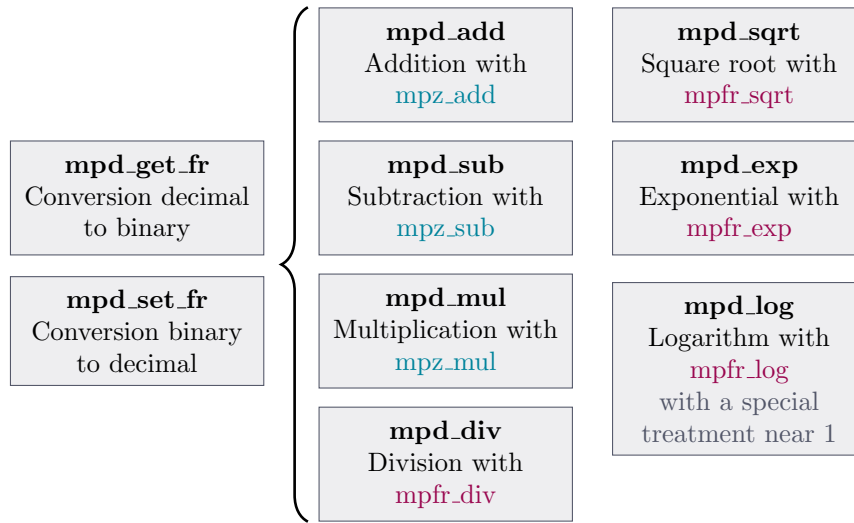 mpd_get_fr
Conversion decimal
to binary
mpd_set_fr
Conversion binary
to decimal
mpd_add
Addition with
mpz_add
mpd_sub
Subtraction with
mpz_sub
mpd_mul
Multiplication with
mpz_mul
mpd_div
Division with
mpfr_div
mpd_sqrt
Square root with
mpfr_sqrt
mpd_exp
Exponential with
mpfr_exp
mpd_log
Logarithm with
mpfr_log
with a special
treatment near 1